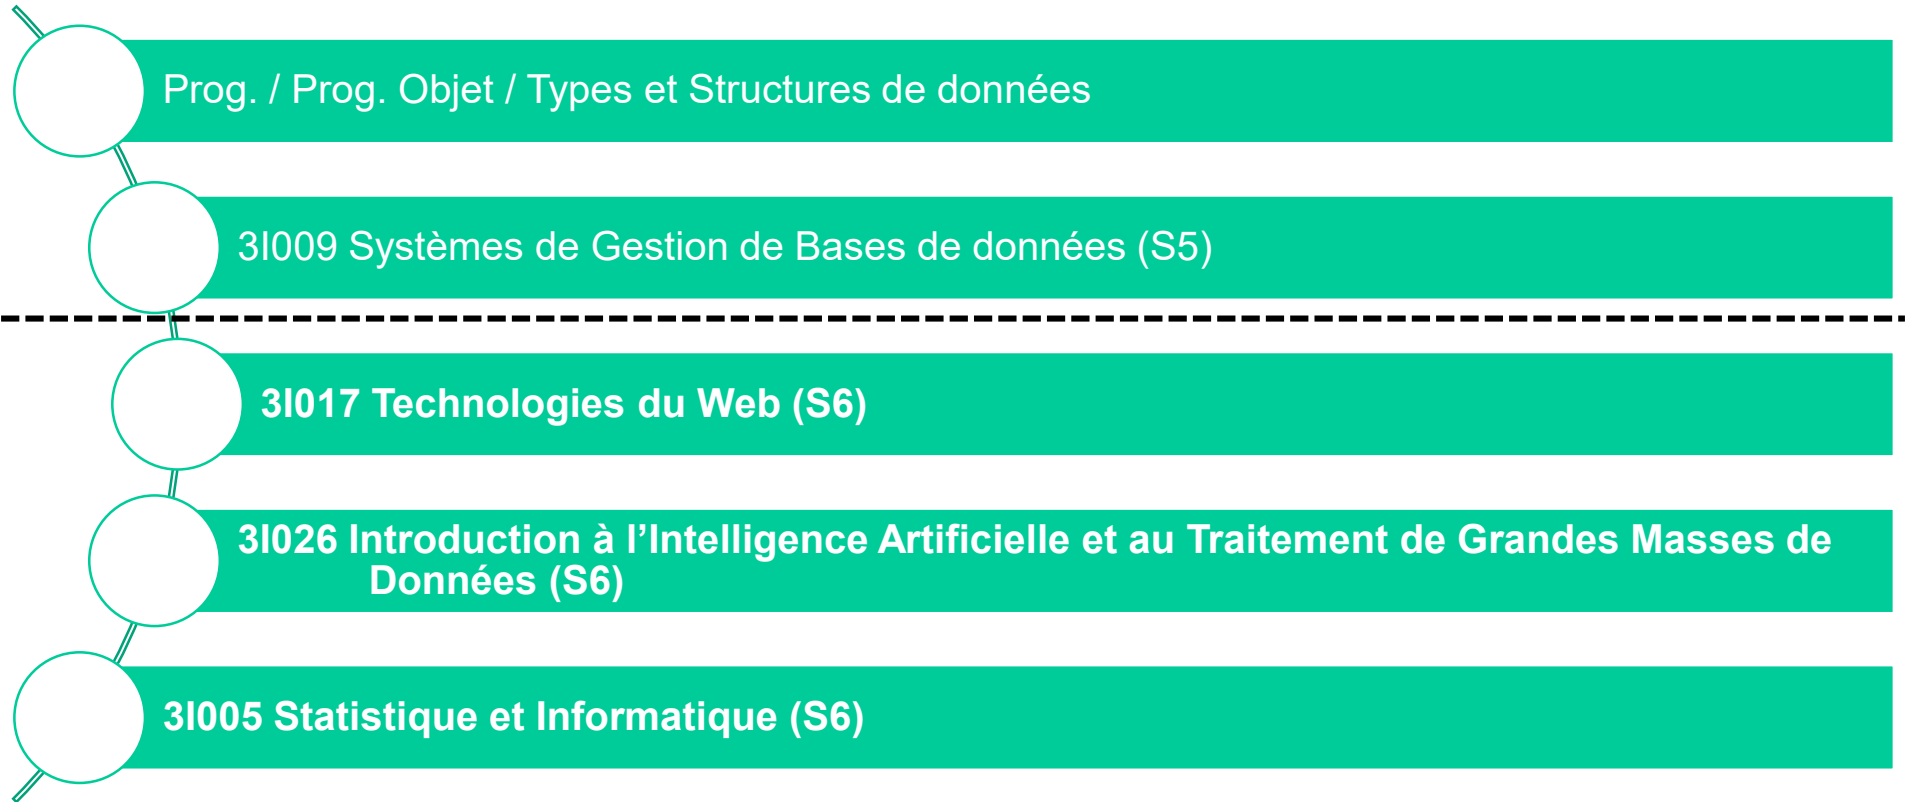 Prog. / Prog. Objet / Types et Structures de données
3I009 Systèmes de Gestion de Bases de données (S5)
3I017 Technologies du Web (S6)
3I026 Introduction à l’Intelligence Artificielle et au Traitement de Grandes Masses de
Données (S6)
3I005 Statistique et Informatique (S6)